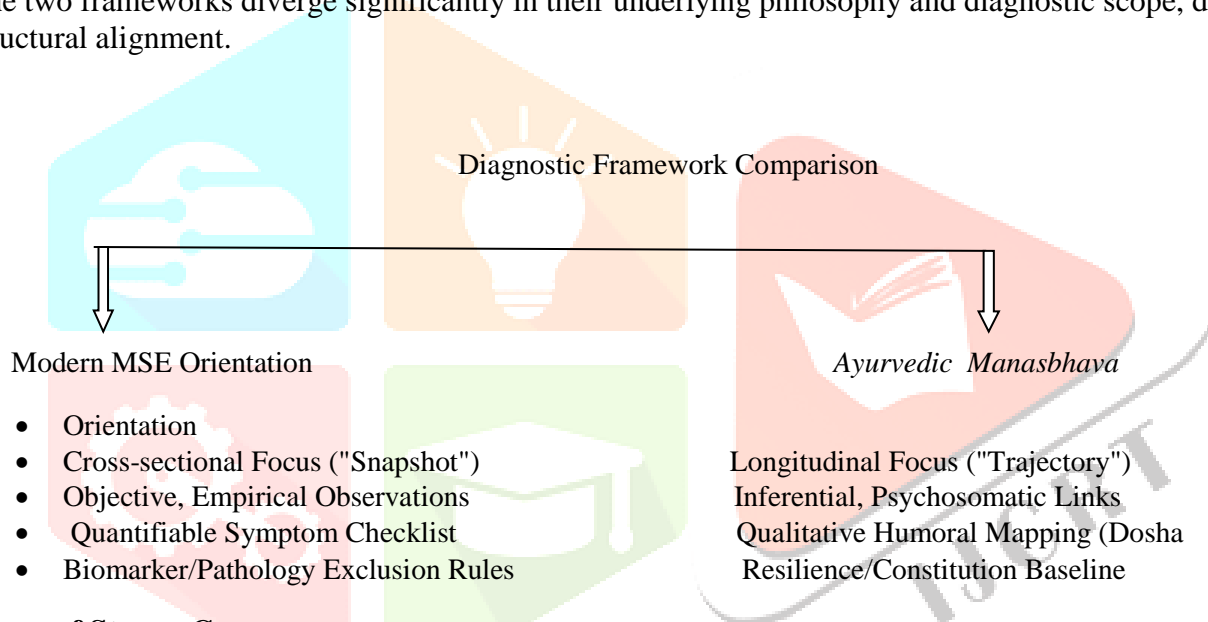 two frameworks diverge significantly in their underlying philosophy and diagnostic scope,
alignment.
Diagnostic Framework Comparison
Modern MSE Orientation Ayurvedic Manasbhava
• Orientation
• Cross-sectional Focus ("Snapshot") Longitudinal Focus ("Trajectory")
• Objective, Empirical Observations Inferential, Psychosomatic Links
• Quantifiable Symptom Checklist Qualitative Humoral Mapping (Dosha
• Biomarker/Pathology Exclusion Rules Resilience/Constitution Baseline
IJCRT